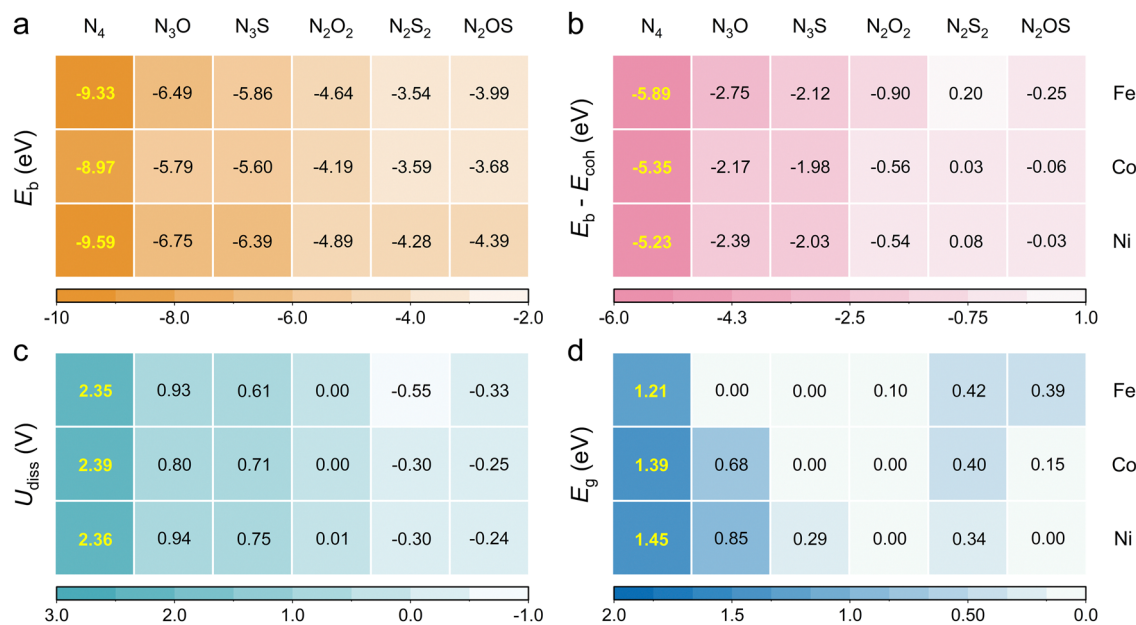 a
N4 N3O N3S N2O2 N2S2 N2OS
Eb (eV)
-9.33 -6.49 -5.86 -4.64 -3.54 -3.99
-8.97 -5.79 -5.60 -4.19 -3.59 -3.68
-9.59 -6.75 -6.39 -4.89 -4.28 -4.39
-10 -8.0 -6.0 -4.0 -2.0
b
N4 N3O N3S N2O2 N2S2 N2OS
Eb - Ecoh (eV)
-5.89 -2.75 -2.12 -0.90 0.20 -0.25 Fe
-5.35 -2.17 -1.98 -0.56 0.03 -0.06 Co
-5.23 -2.39 -2.03 -0.54 0.08 -0.03 Ni
-6.0 -4.3 -2.5 -0.75 1.0
c
Udiss (V)
2.35 0.93 0.61 0.00 -0.55 -0.33
2.39 0.80 0.71 0.00 -0.30 -0.25
2.36 0.94 0.75 0.01 -0.30 -0.24
3.0 2.0 1.0 0.0 -1.0
d
Eg (eV)
1.21 0.00 0.00 0.10 0.42 0.39 Fe
1.39 0.68 0.00 0.00 0.40 0.15 Co
1.45 0.85 0.29 0.00 0.34 0.00 Ni
2.0 1.5 1.0 0.50 0.0